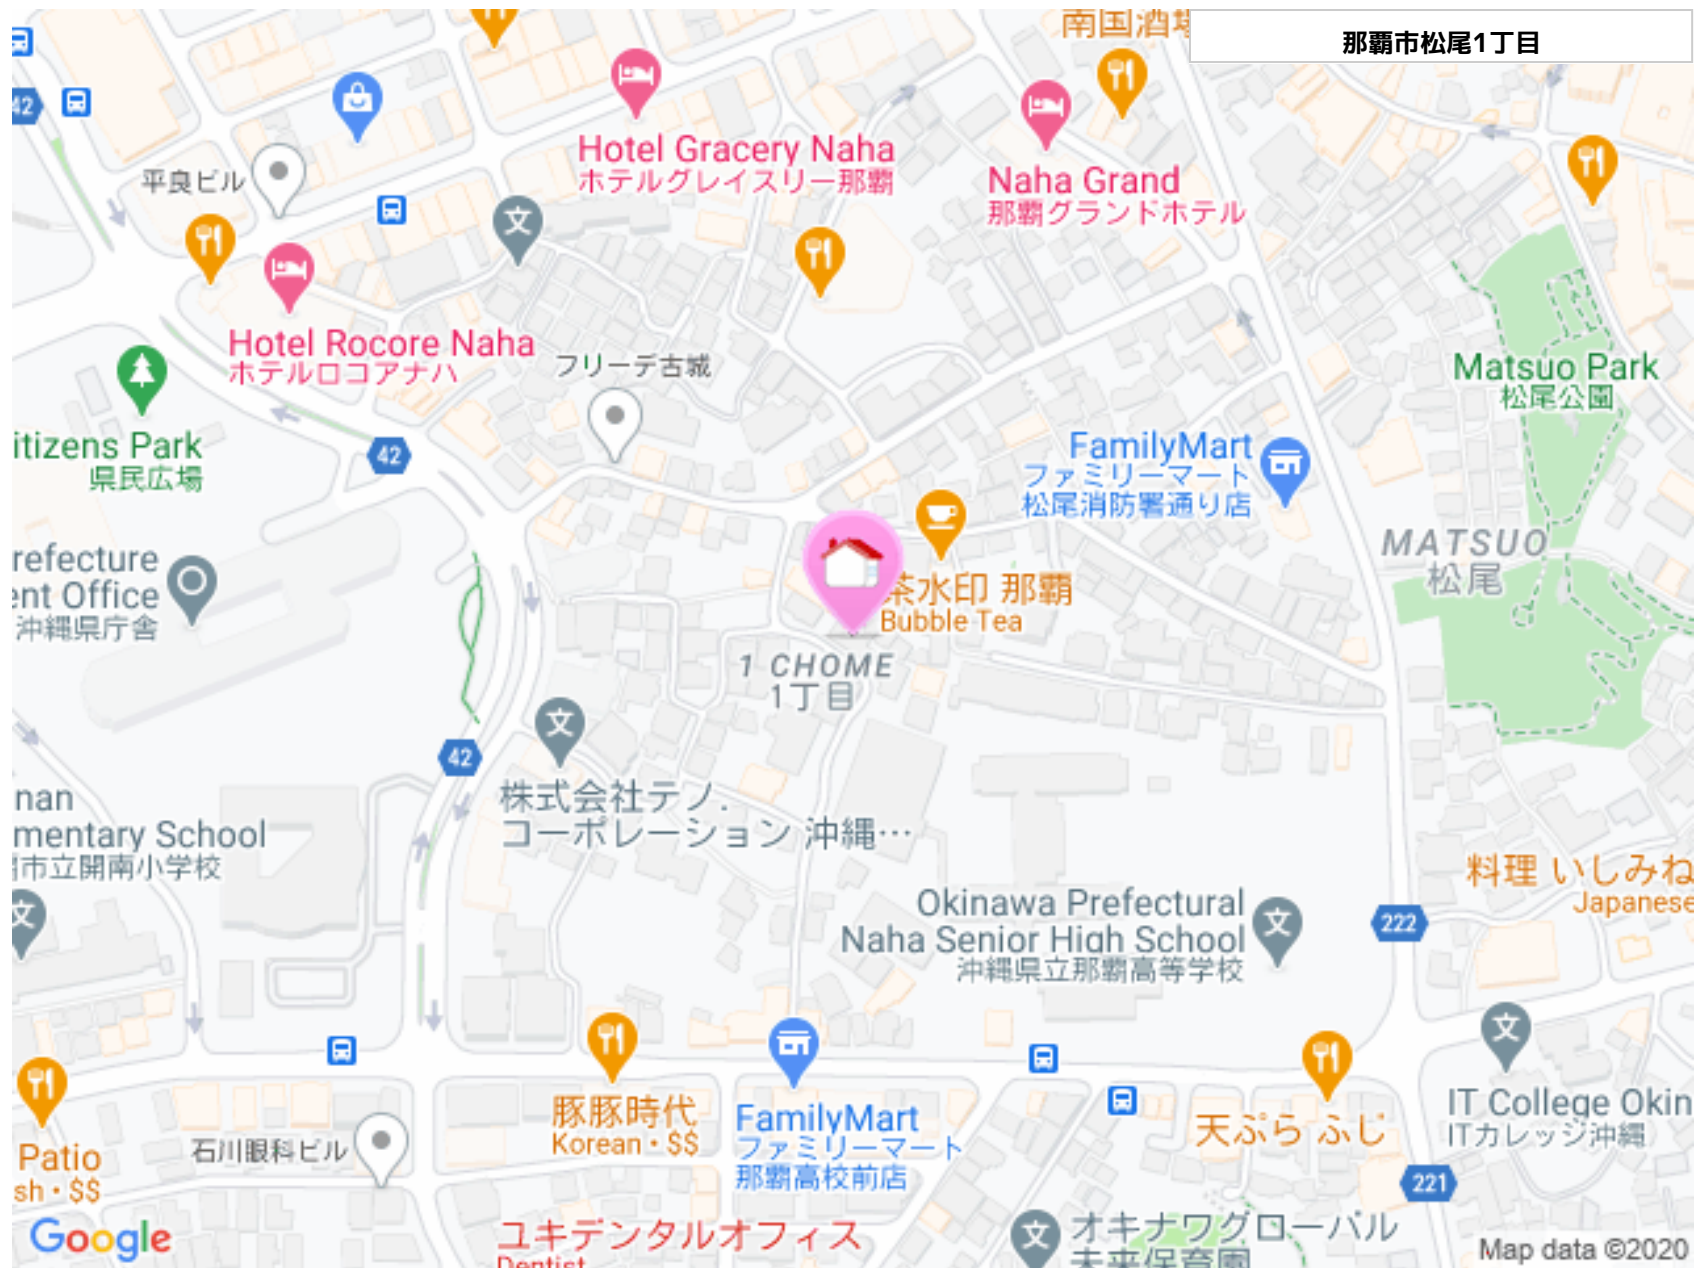 南国酒場
那覇市松尾1丁目
42
Hotel Gracery Naha
ホテルグレイスリー那覇
平良ビル
Naha Grand
那覇グランドホテル
Hotel Rocore Naha
ホテルロコアナハ
フリーデ古城
Matsuo Park
松尾公園
itizens Park
県民広場
42
FamilyMart
ファミリーマート
松尾消防署通り店
MATSUO
松尾
refecture
ent Office
沖縄県庁舎
茶水印 那覇
Bubble Tea
1 CHOME
1丁目
文
42
株式会社テノ.
コーポレーション 沖縄…
nan
mentary School
市立開南小学校
料理 いしみね
Japanese
Okinawa Prefectural
Naha Senior High School
沖縄県立那覇高等学校
222
豚豚時代
Korean • $$
FamilyMart
ファミリーマート
那覇高校前店
天ぷら ふじ
IT College Okin
ITカレッジ沖縄
Patio
sh • $$
石川眼科ビル
221
ユキデンタルオフィス
Dentist
オキナワグローバル
未来保育園
Google
Map data ©2020